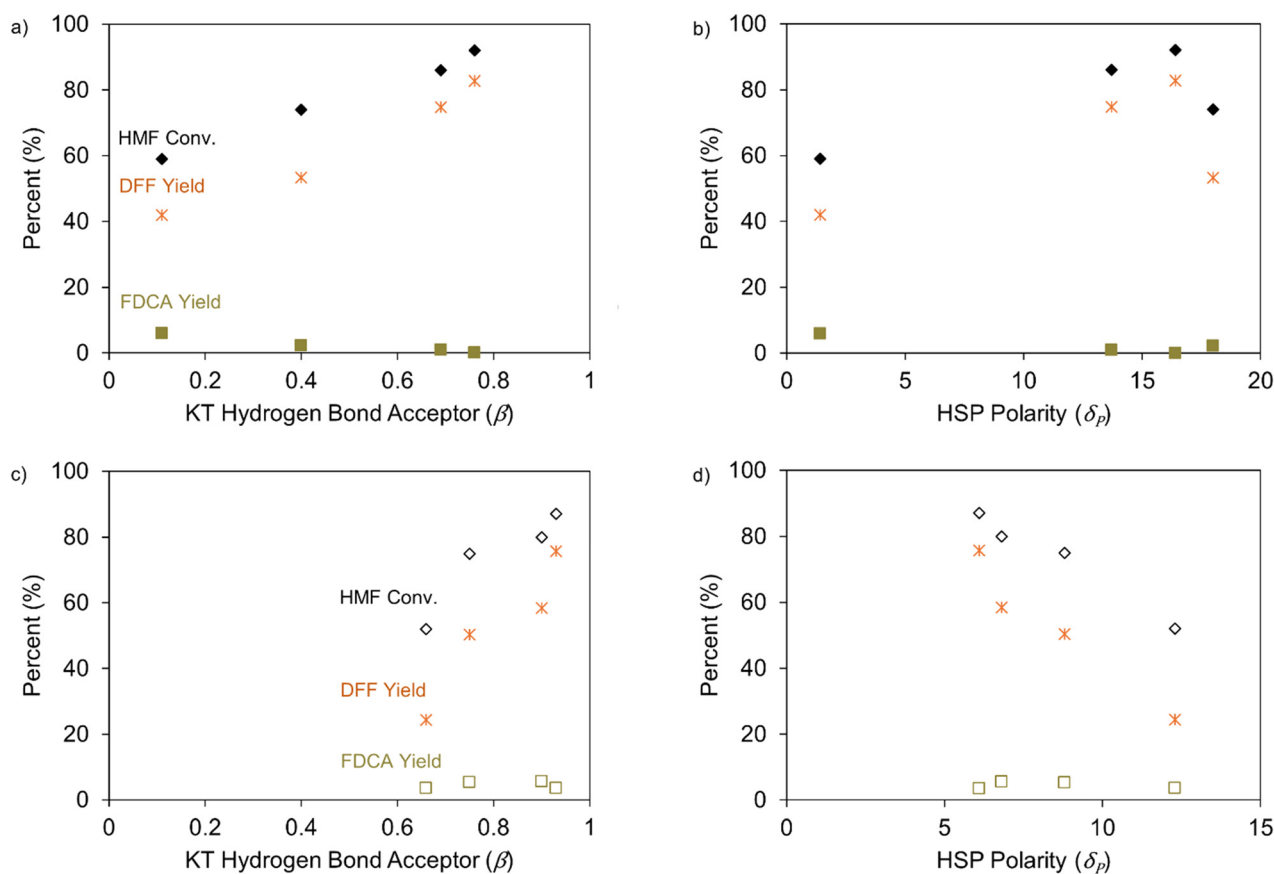 a)
100
80
60
40
20
0
Percent (%)
HMF Conv.
DFF Yield
FDCA Yield
0 0.2 0.4 0.6 0.8 1
KT Hydrogen Bond Acceptor (β)
b)
100
80
60
40
20
0
Percent (%)
0 5 10 15 20
HSP Polarity (δP)
c)
100
80
60
40
20
0
Percent (%)
HMF Conv.
DFF Yield
FDCA Yield
0 0.2 0.4 0.6 0.8 1
KT Hydrogen Bond Acceptor (β)
d)
100
80
60
40
20
0
Percent (%)
0 5 10 15
HSP Polarity (δP)